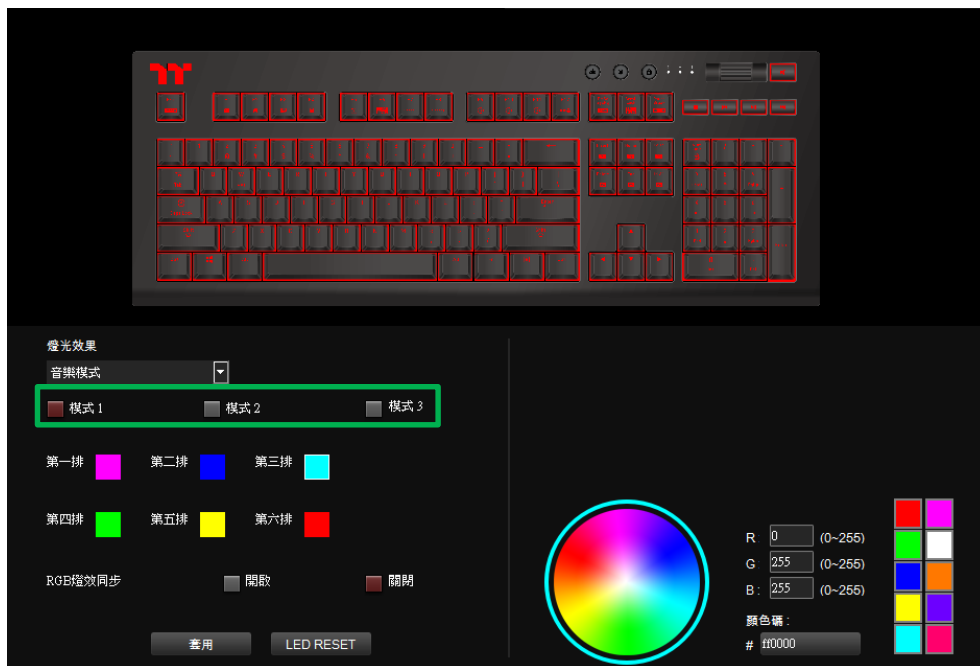 燈光效果
音樂模式
模式 1 模式 2 模式 3
第一排 第二排 第三排
第四排 第五排 第六排
RGB燈效同步 開啟 關閉
套用 LED RESET
R 0 (0~255)
G 255 (0~255)
B : 255 (0~255)
顏色碼 :
# ff0000